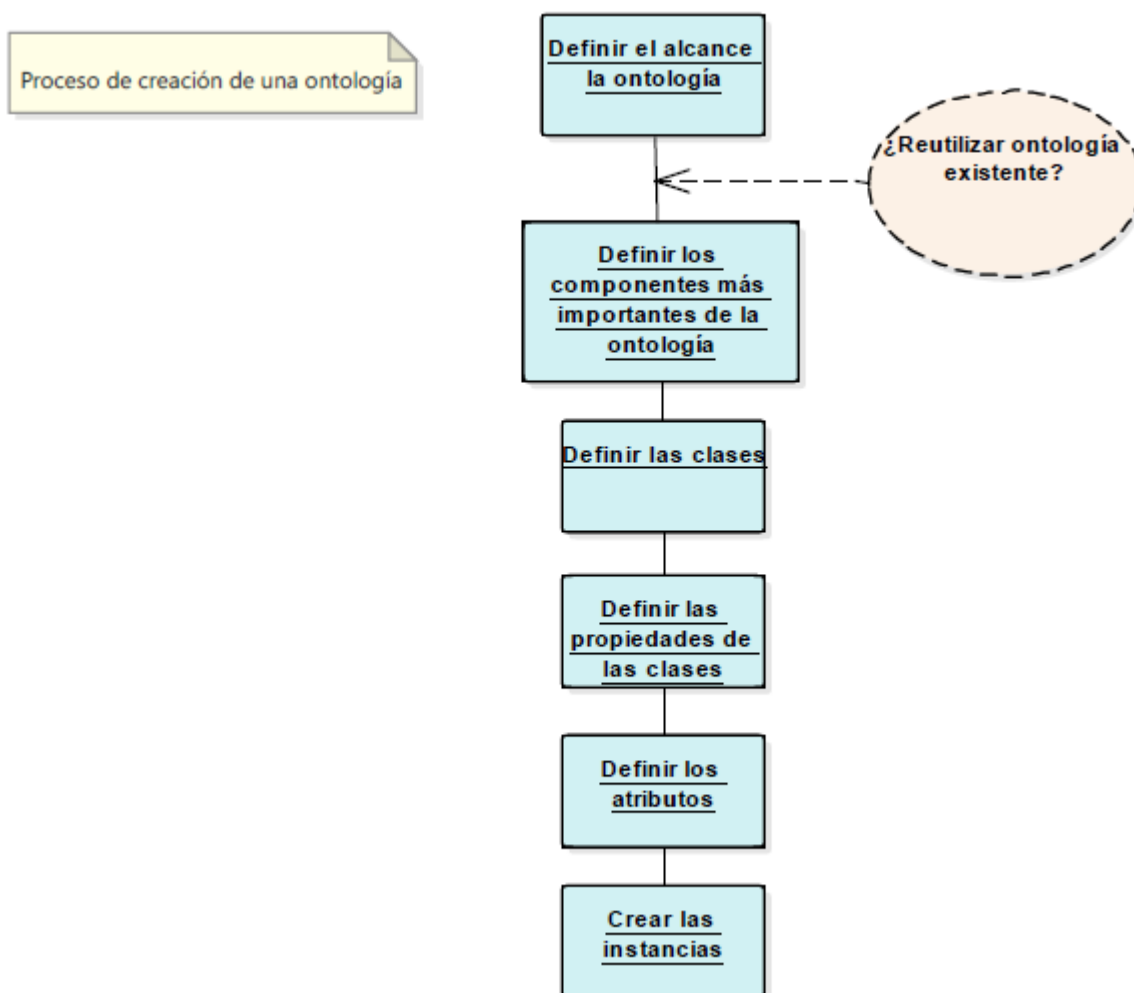 Proceso de creación de una ontología
Definir el alcance
la ontología
¿Reutilizar ontología
existente?
Definir los
componentes más
importantes de la
ontología
Definir las clases
Definir las
propiedades de
las clases
Definir los
atributos
Crear las
instancias